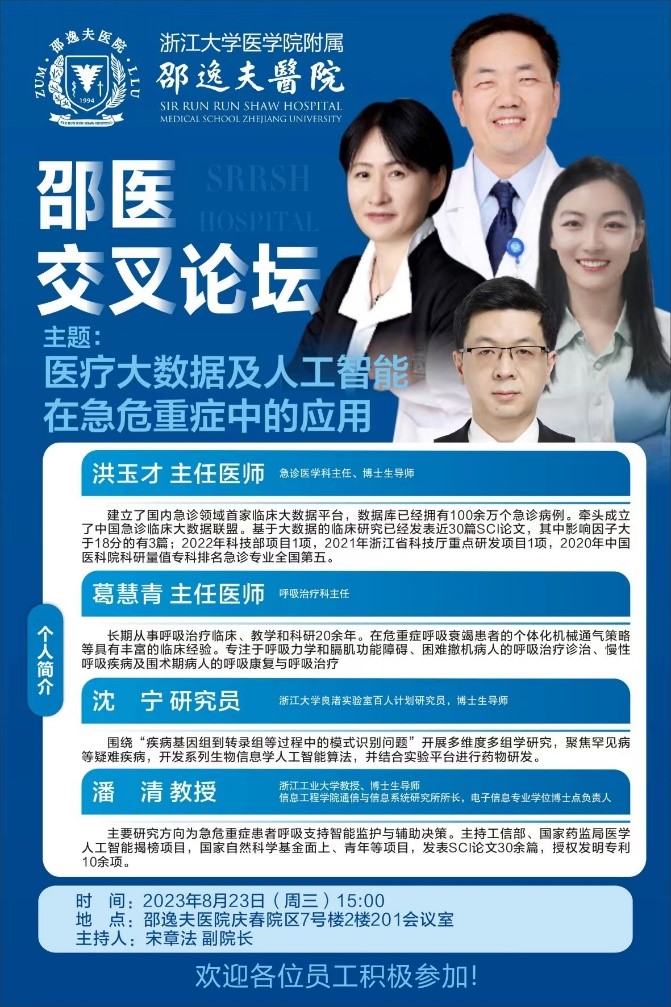 浙江大学医学院附属
邵逸夫醫院
SIR RUN RUN SHAW HOSPITAL
MEDICAL SCHOOL ZHEJIANG UNIVERSITY
邵逸夫医院
ZUM
LLU
1994
SIR RUN RUN SHAW HOSPITAL
SRRSH
HOSPITAL
邵医
交叉论坛
主题：
医疗大数据及人工智能
在急危重症中的应用
个人简介
洪玉才 主任医师 急诊医学科主任、博士生导师
建立了国内急诊领域首家临床大数据平台，数据库已经拥有100余万个急诊病例。牵头成立
了中国急诊临床大数据联盟。基于大数据的临床研究已经发表近30篇SCI论文，其中影响因子大
于18分的有3篇；2022年科技部项目1项，2021年浙江省科技厅重点研发项目1项，2020年中国
医科院科研量值专科排名急诊专业全国第五。
葛慧青 主任医师 呼吸治疗科主任
长期从事呼吸治疗临床、教学和科研20余年。在危重症呼吸衰竭患者的个体化机械通气策略
等具有丰富的临床经验。专注于呼吸力学和膈肌功能障碍、困难撤机病人的呼吸治疗诊治、慢性
呼吸疾病及围术期病人的呼吸康复与呼吸治疗
沈 宁 研究员 浙江大学良渚实验室百人计划研究员，博士生导师
围绕“疾病基因组到转录组等过程中的模式识别问题”开展多维度多组学研究，聚焦罕见病
等疑难疾病，开发系列生物信息学人工智能算法，并结合实验平台进行药物研发。
潘 清 教授 浙江工业大学教授、博士生导师
信息工程学院通信与信息系统研究所所长，电子信息专业学位博士点负责人
主要研究方向为急危重症患者呼吸支持智能监护与辅助决策。主持工信部、国家药监局医学
人工智能揭榜项目，国家自然科学基金面上、青年等项目，发表SCI论文30余篇，授权发明专利
10余项。
时 间：2023年8月23日（周三）15:00
地 点：邵逸夫医院庆春院区7号楼2楼201会议室
主持人：宋章法 副院长
欢迎各位员工积极参加!